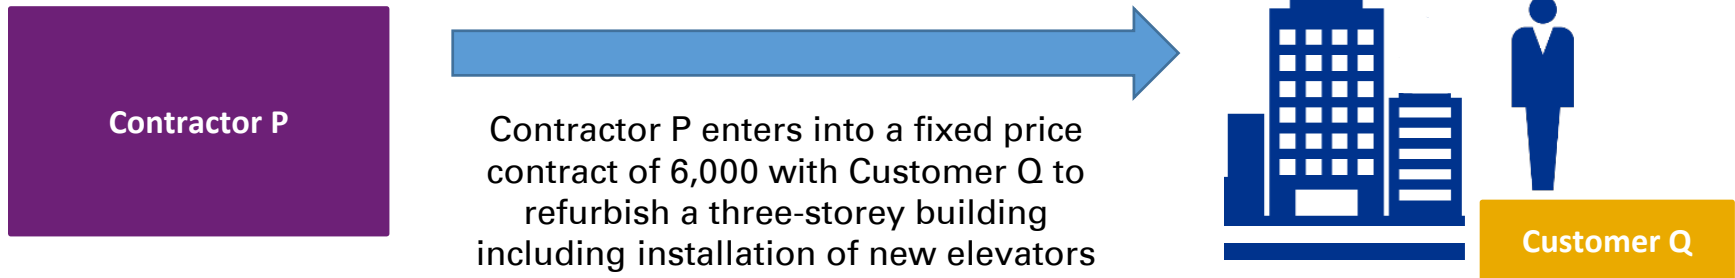 Contractor P
Contractor P enters into a fixed price
contract of 6,000 with Customer Q to
refurbish a three-storey building
including installation of new elevators
Customer Q